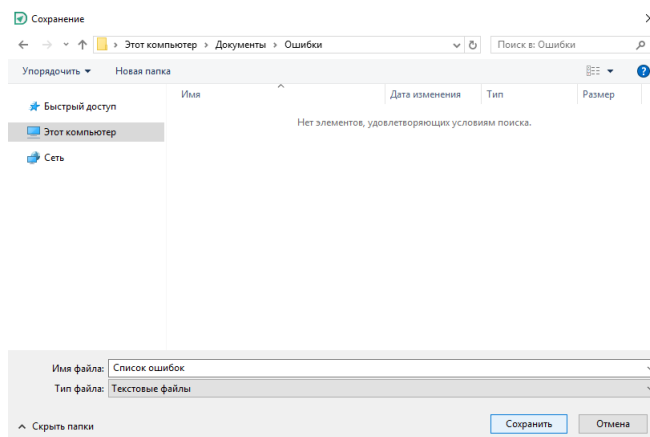 Сохранение
Этот компьютер › Документы › Ошибки Поиск в: Ошибки
Упорядочить Новая папка
Имя Дата изменения Тип Размер
Быстрый доступ
Нет элементов, удовлетворяющих условиям поиска.
Этот компьютер
Сеть
Имя файла: Список ошибок
Тип файла: Текстовые файлы
Скрыть папки Сохранить Отмена